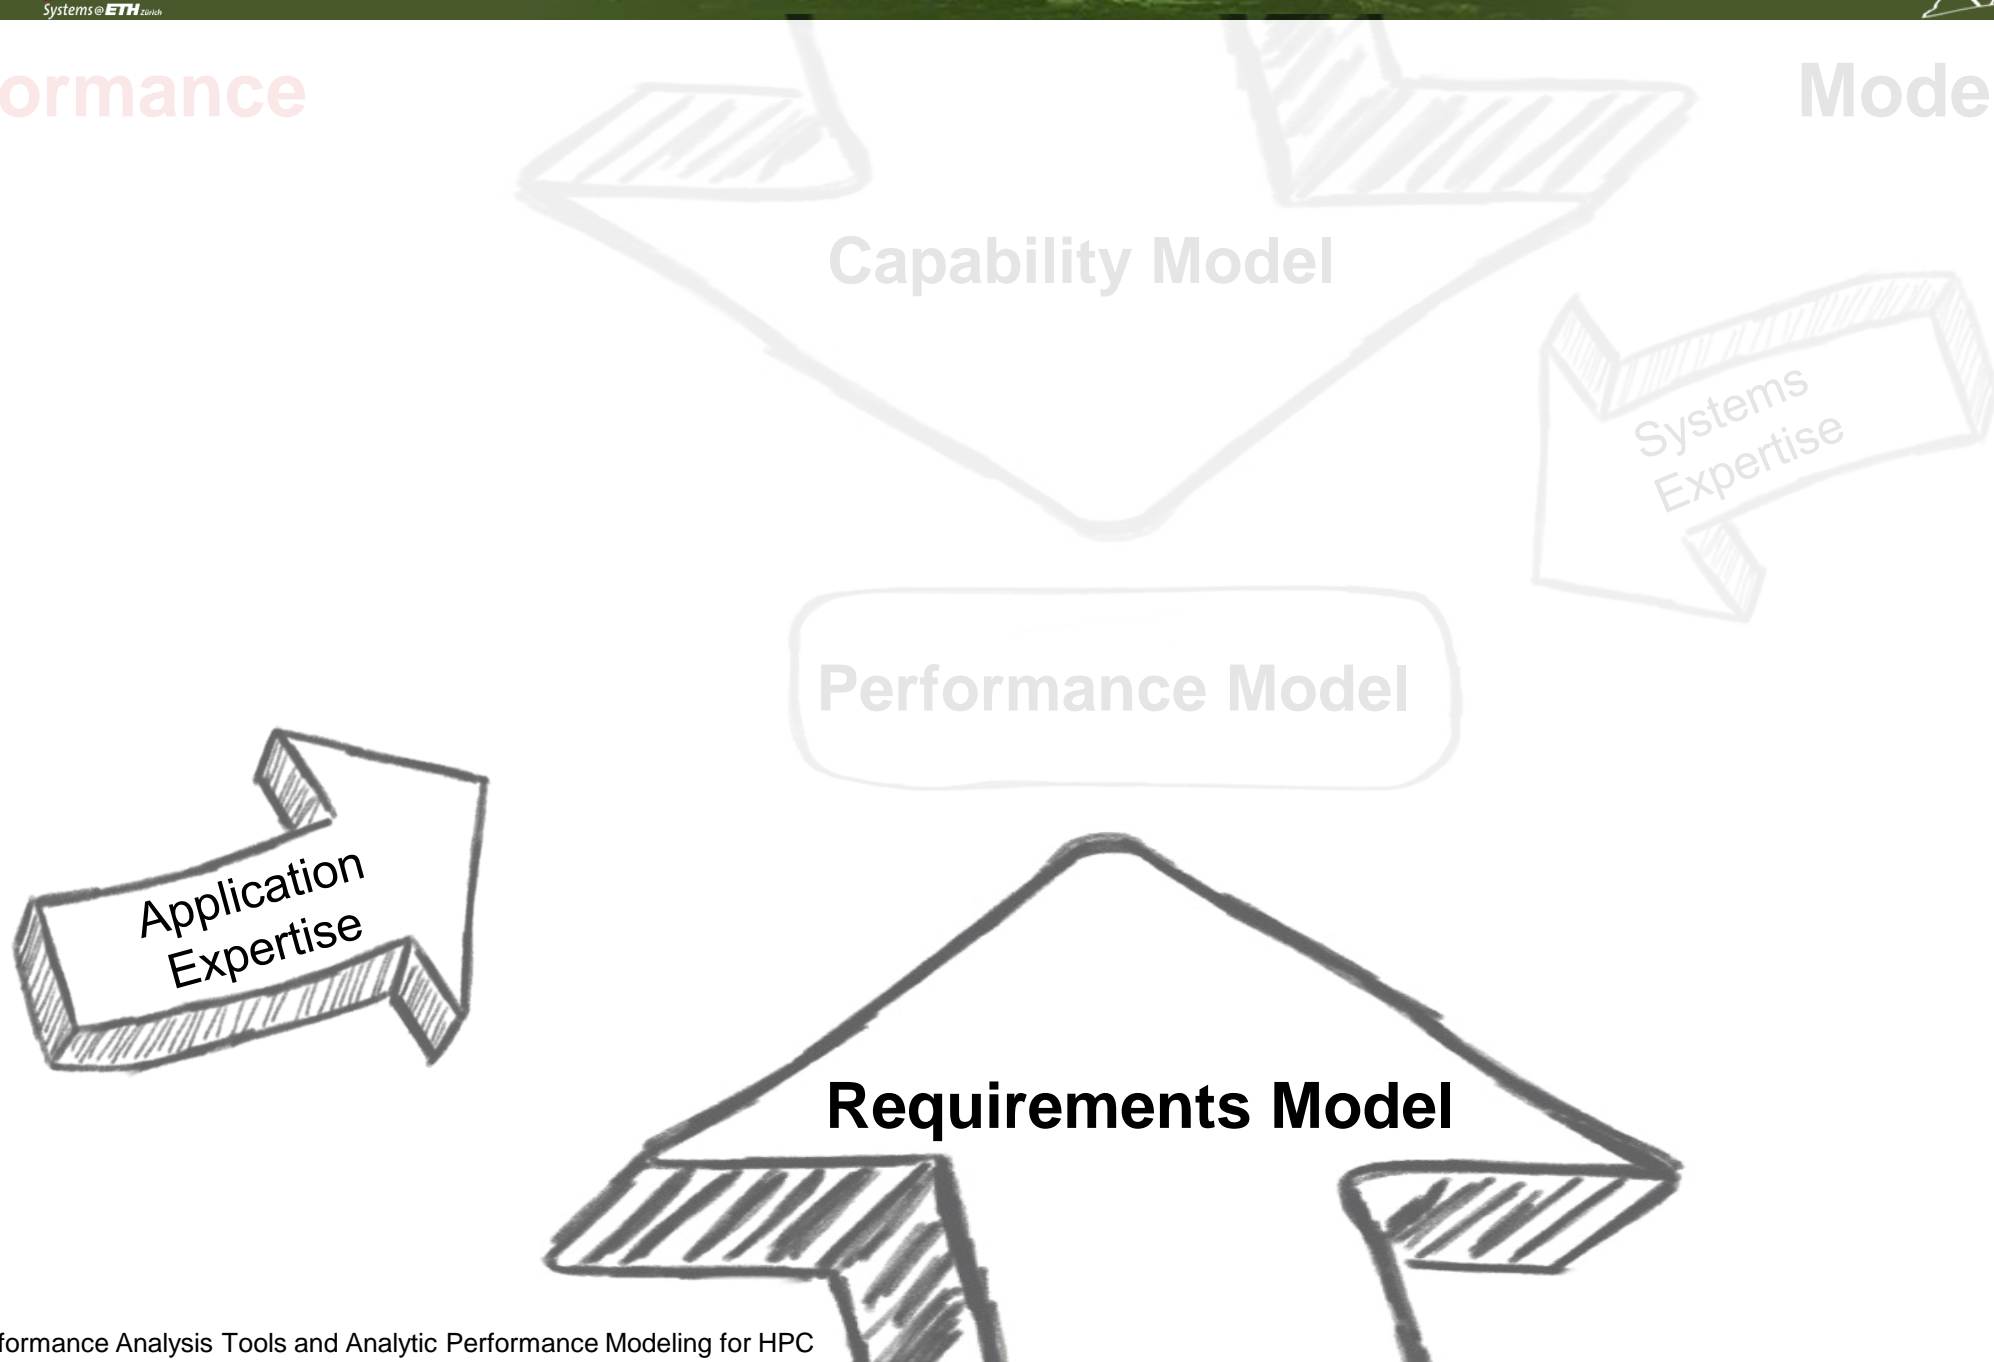 Systems@ETH Zürich
ormance
Mode
Capability Model
Systems
Expertise
Performance Model
Application
Expertise
Requirements Model
formance Analysis Tools and Analytic Performance Modeling for HPC